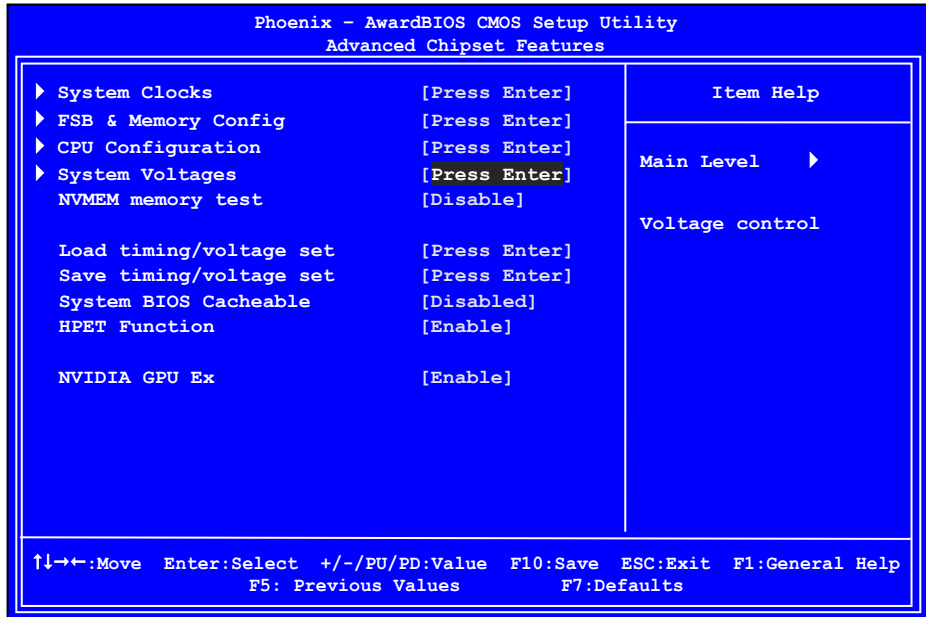 Phoenix – AwardBIOS CMOS Setup Utility
Advanced Chipset Features
System Clocks [Press Enter]
FSB & Memory Config [Press Enter]
CPU Configuration [Press Enter]
System Voltages [Press Enter]
NVMEM memory test [Disable]
Load timing/voltage set [Press Enter]
Save timing/voltage set [Press Enter]
System BIOS Cacheable [Disabled]
HPET Function [Enable]
NVIDIA GPU Ex [Enable]
Item Help
Main Level
Voltage control
↑↓→←:Move Enter:Select +/-/PU/PD:Value F10:Save ESC:Exit F1:General Help
F5: Previous Values F7:Defaults